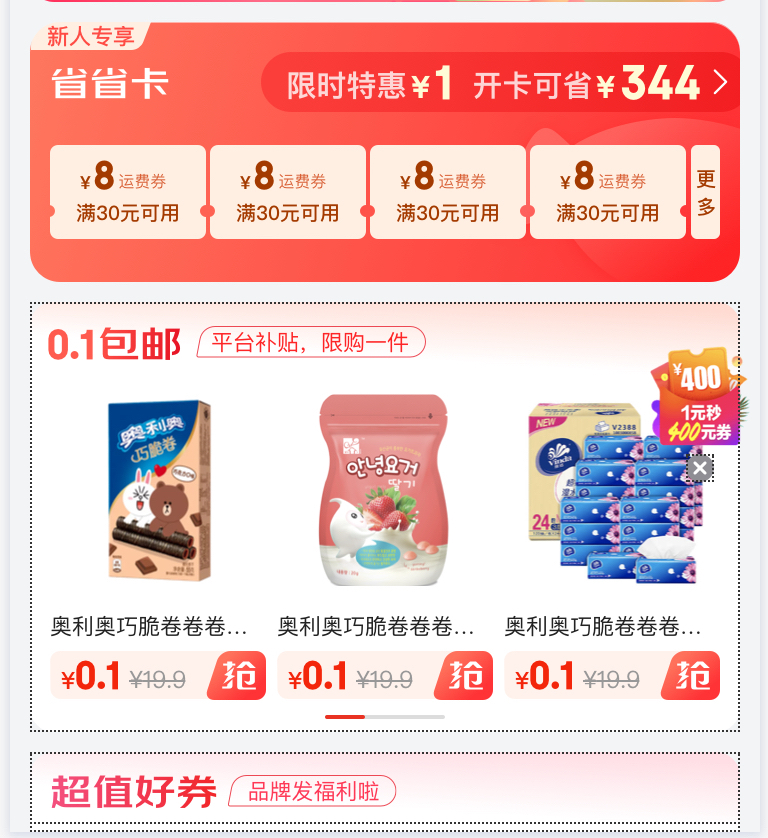 新人专享
省省卡
限时特惠¥1 开卡可省¥344
¥8运费券
满30元可用
¥8运费券
满30元可用
¥8运费券
满30元可用
¥8运费券
满30元可用
更多
0.1包邮
平台补贴，限购一件
¥400
1元秒
400元券
奥利奥
巧脆卷
안녕요거
딸기
NEW
V2388
Vinda
24
奥利奥巧脆卷卷卷...
奥利奥巧脆卷卷卷...
奥利奥巧脆卷卷卷...
¥0.1 ¥19.9 抢
¥0.1 ¥19.9 抢
¥0.1 ¥19.9 抢
超值好券
品牌发福利啦